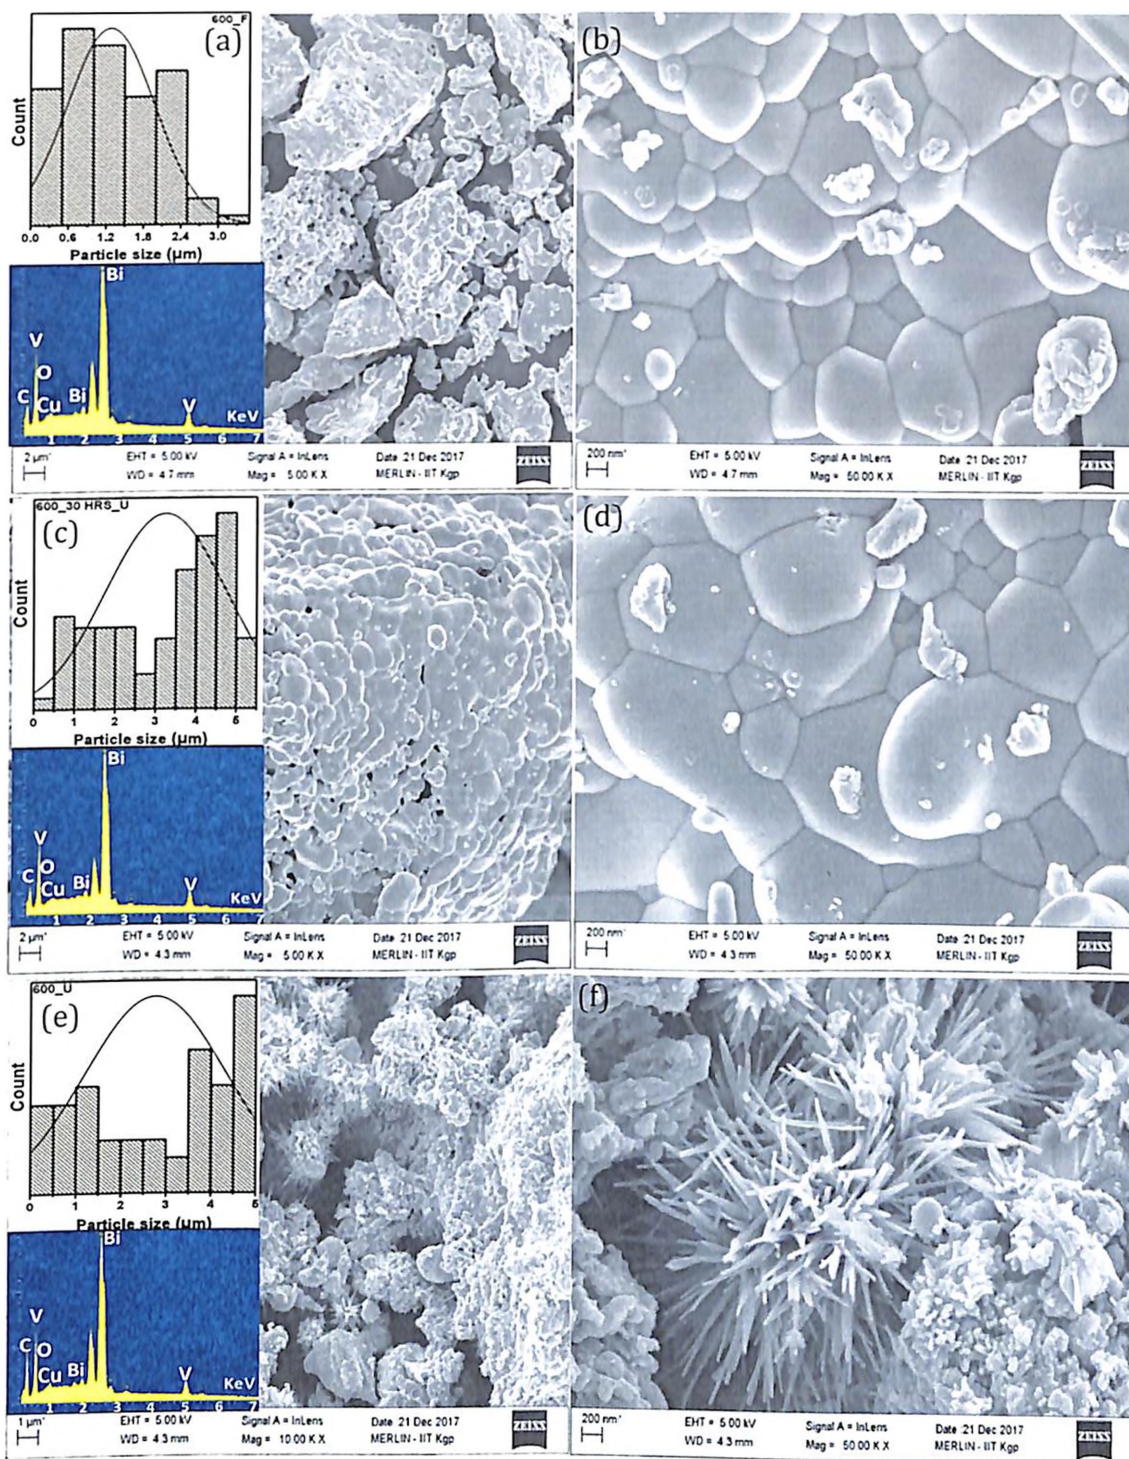 600_F
(a)
Count
0.0 0.6 1.2 1.8 2.4 3.0
Particle size (µm)
Bi
V
O
C
Cu
Bi
V
KeV
1 2 3 4 5 6 7
2 µm
EHT = 5.00 kV
Signal A = InLens
Date :21 Dec 2017
WD = 4.7 mm
Mag = 5.00 K X
MERLIN - IIT Kgp
ZEISS
(b)
200 nm
EHT = 5.00 kV
Signal A = InLens
Date :21 Dec 2017
WD = 4.7 mm
Mag = 50.00 K X
MERLIN - IIT Kgp
ZEISS
600_30 HRS_U
(c)
Count
0 1 2 3 4 5
Particle size (µm)
Bi
V
O
C
Cu
Bi
V
KeV
1 2 3 4 5 6 7
2 µm
EHT = 5.00 kV
Signal A = InLens
Date :21 Dec 2017
WD = 4.3 mm
Mag = 5.00 K X
MERLIN - IIT Kgp
ZEISS
(d)
200 nm
EHT = 5.00 kV
Signal A = InLens
Date :21 Dec 2017
WD = 4.3 mm
Mag = 50.00 K X
MERLIN - IIT Kgp
ZEISS
600_U
(e)
Count
0 1 2 3 4 5
Particle size (µm)
Bi
V
C
O
Cu
Bi
V
KeV
1 2 3 4 5 6 7
1 µm
EHT = 5.00 kV
Signal A = InLens
Date :21 Dec 2017
WD = 4.3 mm
Mag = 10.00 K X
MERLIN - IIT Kgp
ZEISS
(f)
200 nm
EHT = 5.00 kV
Signal A = InLens
Date :21 Dec 2017
WD = 4.3 mm
Mag = 50.00 K X
MERLIN - IIT Kgp
ZEISS